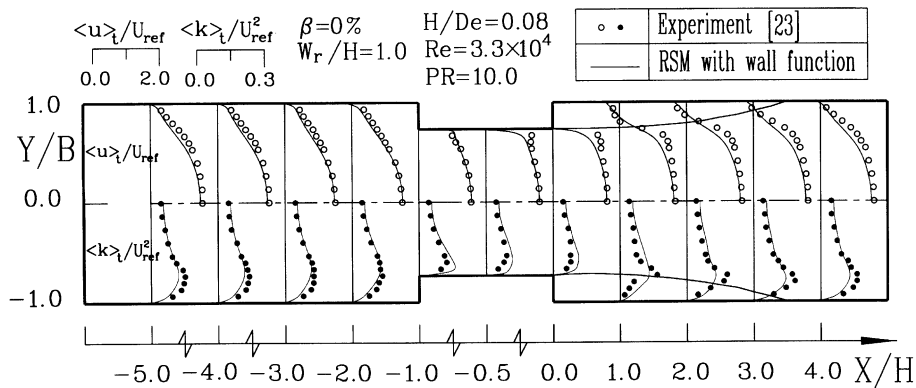 <u>t/Uref <k>t/U²ref β=0% H/De=0.08 ○ ● Experiment [23]
0.0 2.0 0.0 0.3 Wr/H=1.0 Re=3.3×10⁴ RSM with wall function
PR=10.0
1.0
Y/B <u>t/Uref
0.0
<k>t/U²ref
-1.0
-5.0 -4.0 -3.0 -2.0 -1.0 -0.5 0.0 1.0 2.0 3.0 4.0 X/H